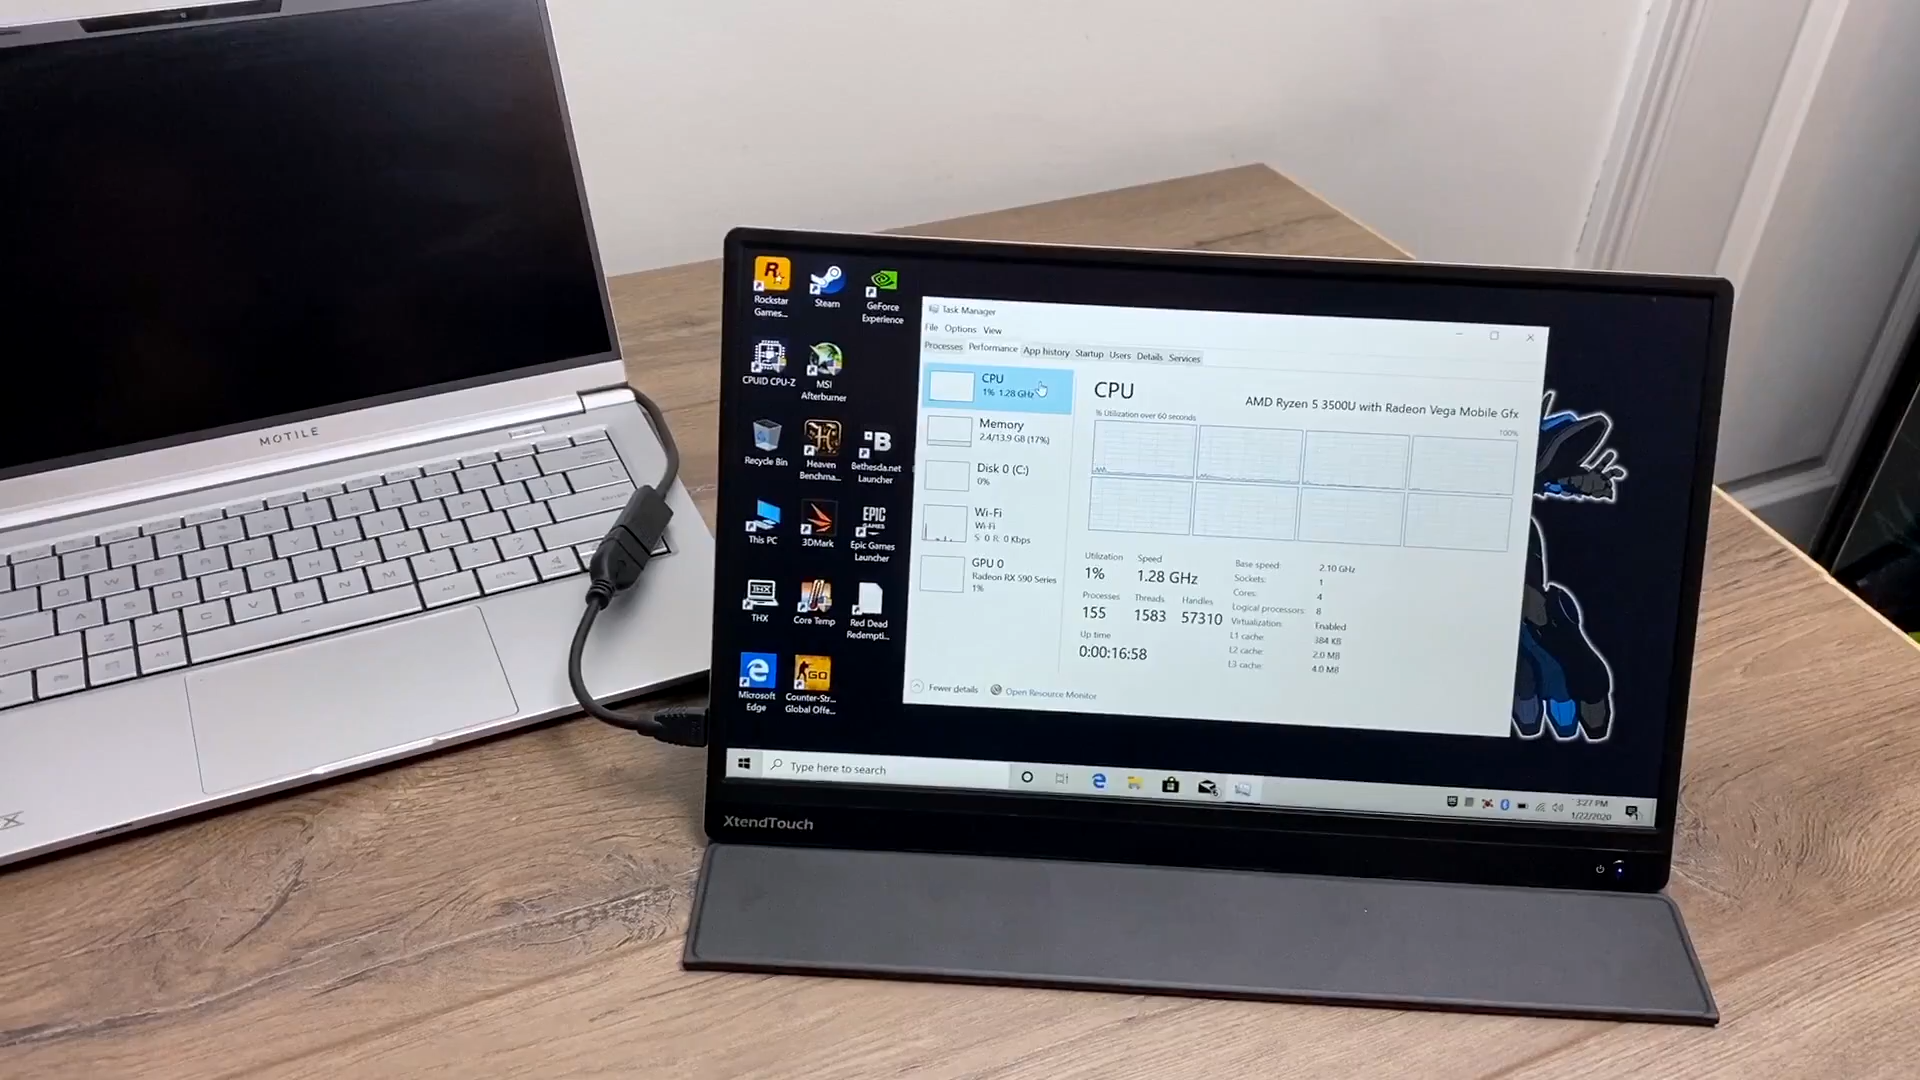 MOTILE
Rockstar
Games...
Steam
GeForce
Experience
CPUID CPU-Z
MSI
Afterburner
Recycle Bin
Heaven
Benchma...
Bethesda.net
Launcher
This PC
3DMark
EPIC
GAMES
Epic Games
Launcher
THX
Core Temp
Red Dead
Redempti...
Microsoft
Edge
GO
Counter-Str...
Global Offe...
Task Manager
File Options View
Processes Performance App history Startup Users Details Services
CPU
1% 1.28 GHz
Memory
2.4/13.9 GB (17%)
Disk 0 (C:)
0%
Wi-Fi
Wi-Fi
S: 0 R: 0 Kbps
GPU 0
Radeon RX 590 Series
1%
CPU
AMD Ryzen 5 3500U with Radeon Vega Mobile Gfx
% Utilization over 60 seconds
100%
Utilization Speed
1% 1.28 GHz
Processes Threads Handles
155 1583 57310
Up time
0:00:16:58
Base speed: 2.10 GHz
Sockets: 1
Cores: 4
Logical processors: 8
Virtualization: Enabled
L1 cache: 384 KB
L2 cache: 2.0 MB
L3 cache: 4.0 MB
Fewer details Open Resource Monitor
Type here to search
3:27 PM
1/22/2020
XtendTouch